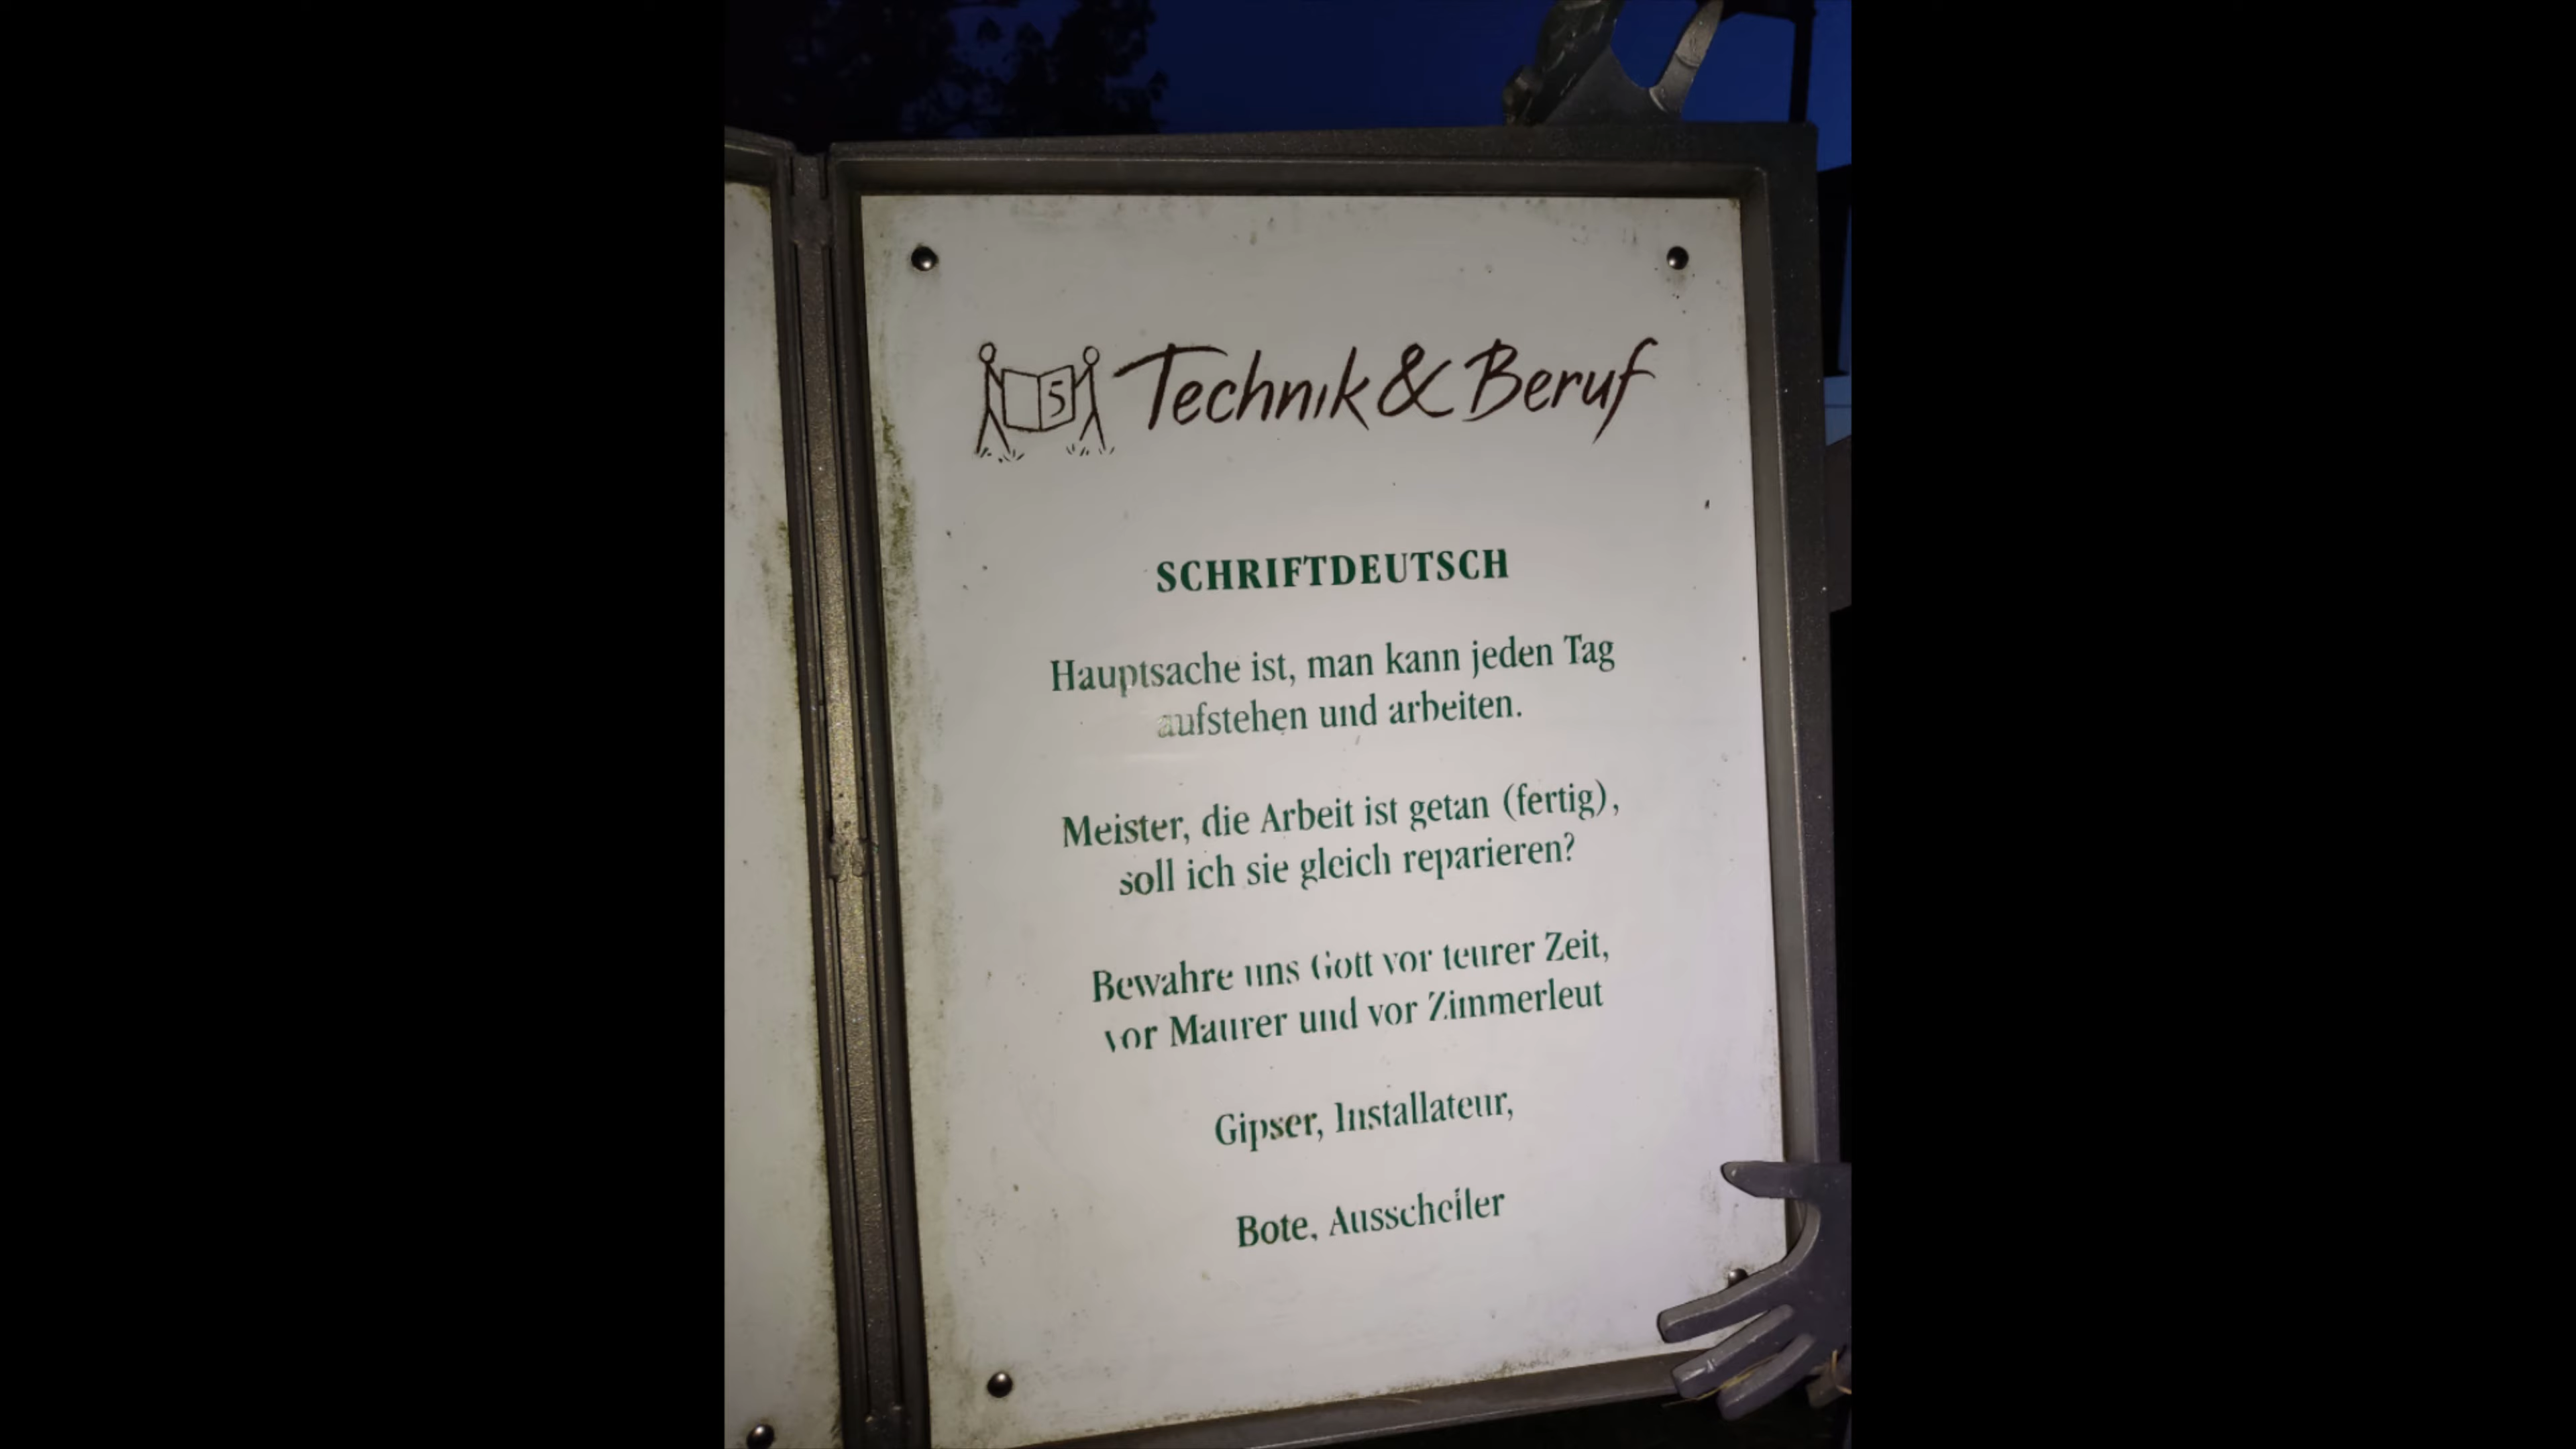 5 Technik & Beruf
SCHRIFTDEUTSCH
Hauptsache ist, man kann jeden Tag
aufstehen und arbeiten.
Meister, die Arbeit ist getan (fertig),
soll ich sie gleich reparieren?
Bewahre uns Gott vor teurer Zeit,
vor Maurer und vor Zimmerleut
Gipser, Installateur,
Bote, Ausscheiler